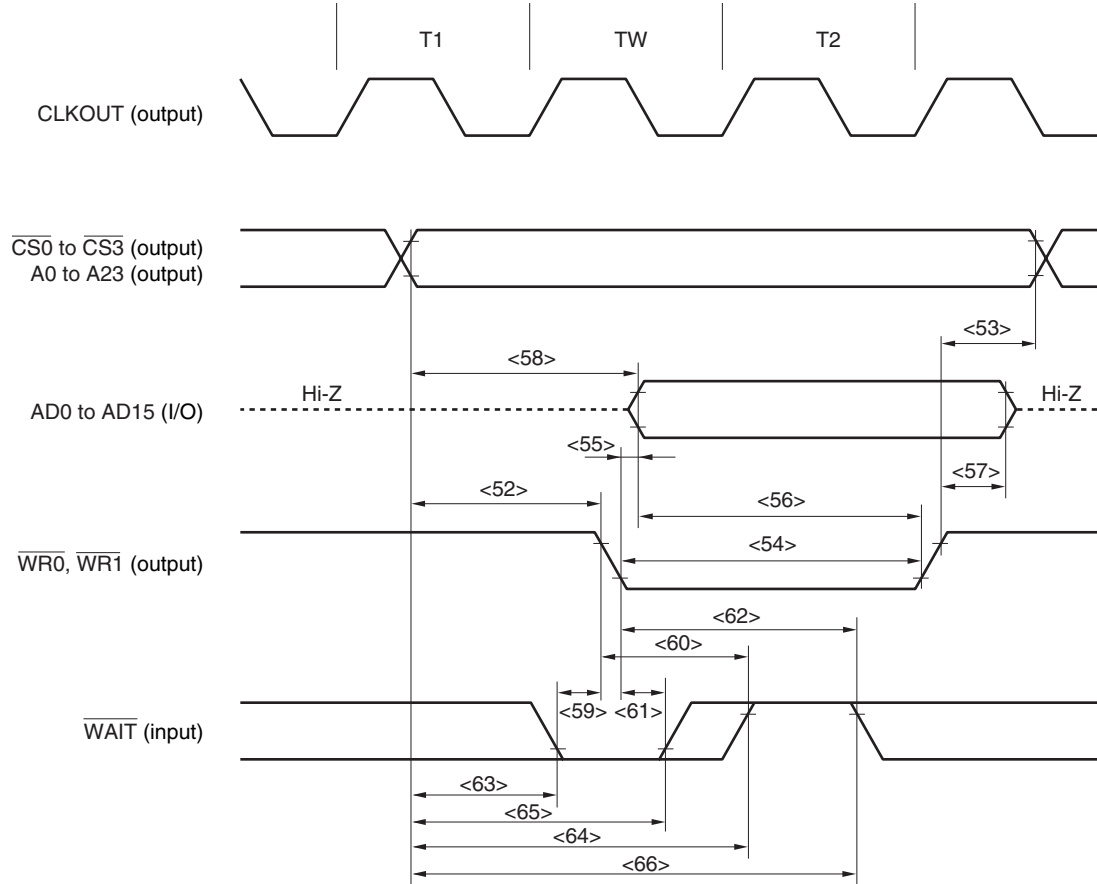 T1 TW T2
CLKOUT (output)
CS0 to CS3 (output)
A0 to A23 (output)
<53>
<58>
Hi-Z Hi-Z
AD0 to AD15 (I/O)
<55>
<57>
<52> <56>
<54>
WR0, WR1 (output)
<62>
<60>
<59> <61>
WAIT (input)
<63>
<65>
<64>
<66>